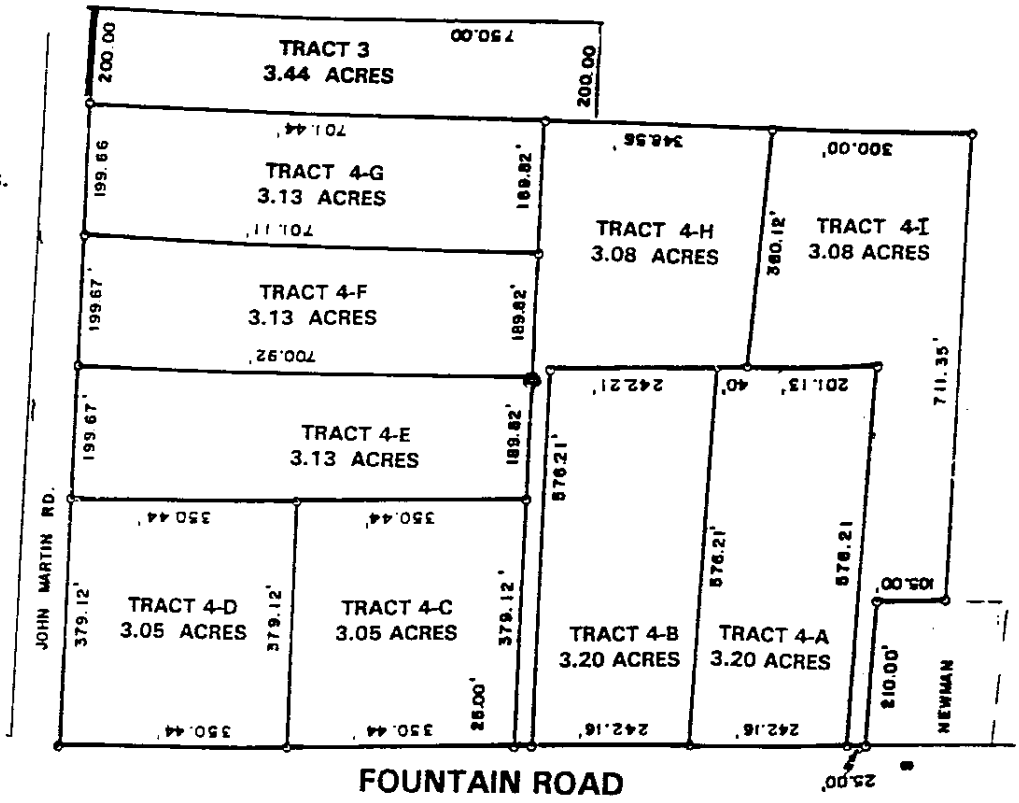 750.00
TRACT 3
3.44 ACRES
200.00
200.00
701.44'
348.56'
300.00'
199.66
TRACT 4-G
3.13 ACRES
189.82'
701.11'
TRACT 4-H
3.08 ACRES
380.12'
TRACT 4-I
3.08 ACRES
199.67'
TRACT 4-F
3.13 ACRES
189.82'
700.92'
242.21'
40'
201.13'
711.35'
199.67'
TRACT 4-E
3.13 ACRES
189.82'
576.21'
JOHN MARTIN RD.
350.44'
350.44'
576.21'
576.21
105.00'
379.12'
TRACT 4-D
3.05 ACRES
379.12'
TRACT 4-C
3.05 ACRES
379.12'
TRACT 4-B
3.20 ACRES
TRACT 4-A
3.20 ACRES
210.00'
NEWMAN
350.44'
350.44'
25.00'
242.16'
242.16'
25.00'
FOUNTAIN ROAD